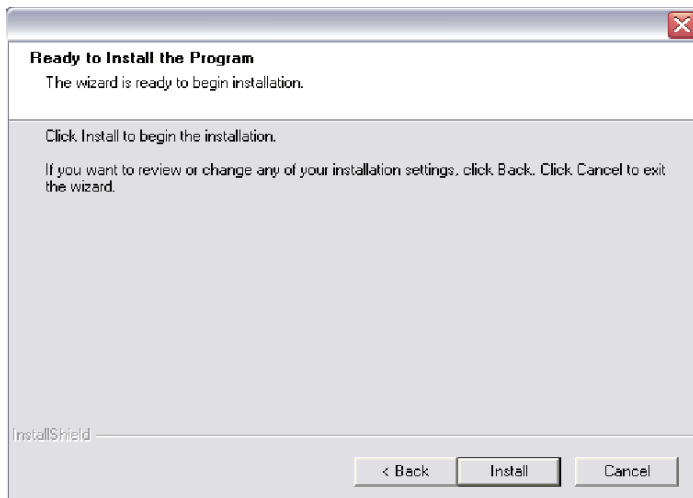 Ready to Install the Program
The wizard is ready to begin installation.
Click Install to begin the installation.
If you want to review or change any of your installation settings, click Back. Click Cancel to exit
the wizard.
InstallShield
< Back
Install
Cancel